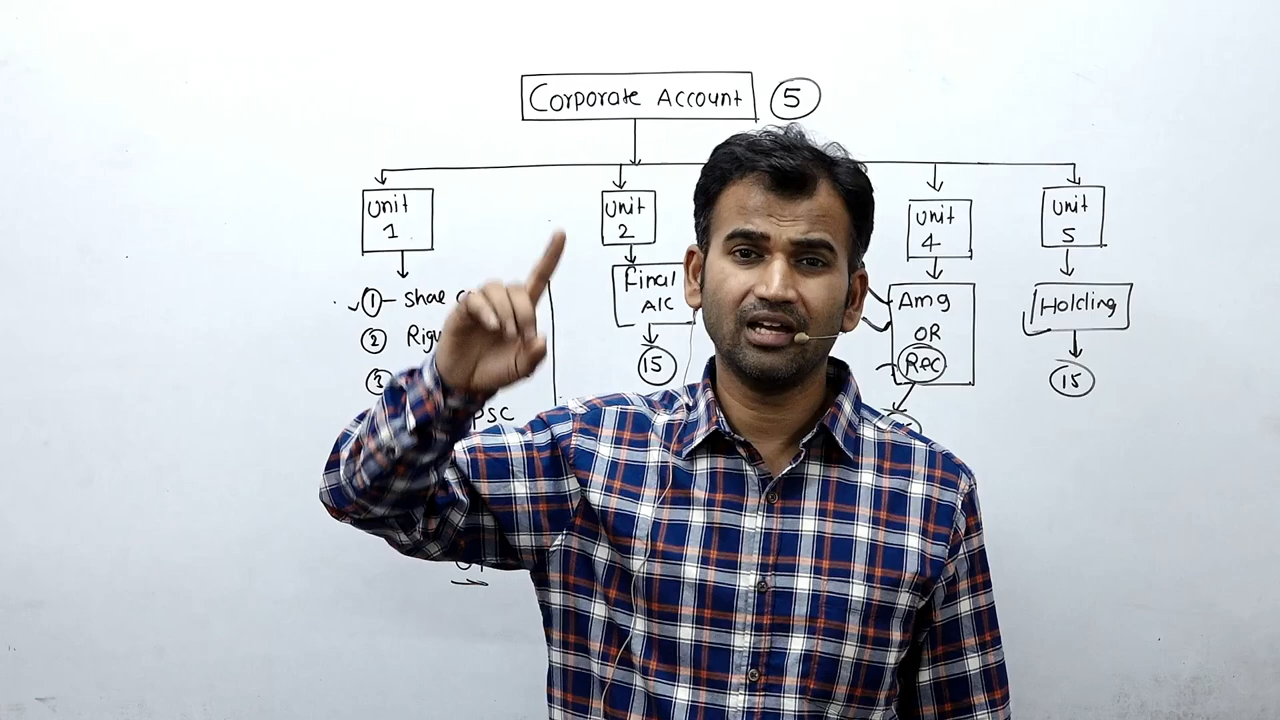 Corporate Account 5
Unit
1
1 - Shae
2
3
PSC
Unit
2
Final
A/C
15
Unit
4
Amg
OR
Rec
Unit
5
Holding
15